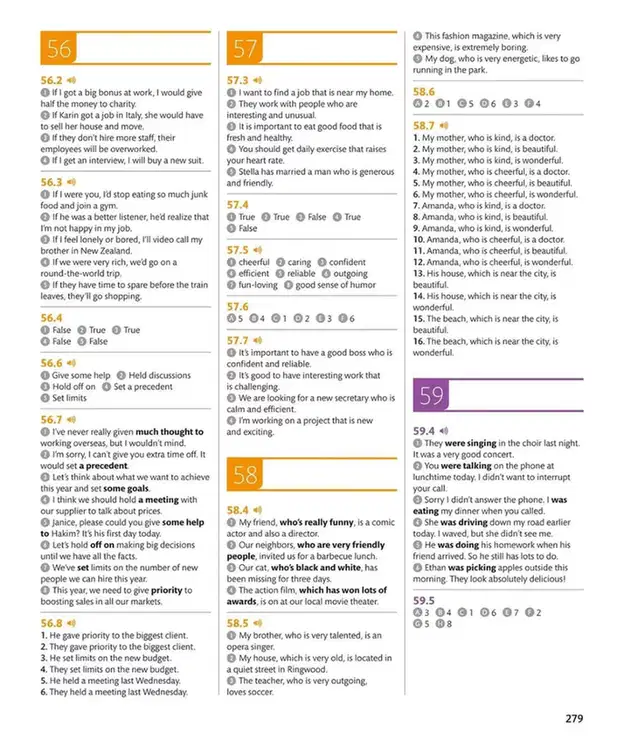 56
56.2
1 If I got a big bonus at work, I would give
half the money to charity.
2 If Karin got a job in Italy, she would have
to sell her house and move.
3 If they don't hire more staff, their
employees will be overworked.
4 If I get an interview, I will buy a new suit.
56.3
1 If I were you, I'd stop eating so much junk
food and join a gym.
2 If he was a better listener, he'd realize that
I'm not happy in my job.
3 If I feel lonely or bored, I'll video call my
brother in New Zealand.
4 If we were very rich, we'd go on a
round-the-world trip.
5 If they have time to spare before the train
leaves, they'll go shopping.
56.4
1 False 2 True 3 True
4 False 5 False
56.6
1 Give some help 2 Held discussions
3 Hold off on 4 Set a precedent
5 Set limits
56.7
1 I've never really given much thought to
working overseas, but I wouldn't mind.
2 I'm sorry, I can't give you extra time off. It
would set a precedent.
3 Let's think about what we want to achieve
this year and set some goals.
4 I think we should hold a meeting with
our supplier to talk about prices.
5 Janice, please could you give some help
to Hakim? It's his first day today.
6 Let's hold off on making big decisions
until we have all the facts.
7 We've set limits on the number of new
people we can hire this year.
8 This year, we need to give priority to
boosting sales in all our markets.
56.8
1. He gave priority to the biggest client.
2. They gave priority to the biggest client.
3. He set limits on the new budget.
4. They set limits on the new budget.
5. He held a meeting last Wednesday.
6. They held a meeting last Wednesday.
57
57.3
1 I want to find a job that is near my home.
2 They work with people who are
interesting and unusual.
3 It is important to eat good food that is
fresh and healthy.
4 You should get daily exercise that raises
your heart rate.
5 Stella has married a man who is generous
and friendly.
57.4
1 True 2 True 3 False 4 True
5 False
57.5
1 cheerful 2 caring 3 confident
4 efficient 5 reliable 6 outgoing
7 fun-loving 8 good sense of humor
57.6
A 5 B 4 C 1 D 2 E 3 F 6
57.7
1 It's important to have a good boss who is
confident and reliable.
2 It's good to have interesting work that
is challenging.
3 We are looking for a new secretary who is
calm and efficient.
4 I'm working on a project that is new
and exciting.
58
58.4
1 My friend, who's really funny, is a comic
actor and also a director.
2 Our neighbors, who are very friendly
people, invited us for a barbecue lunch.
3 Our cat, who's black and white, has
been missing for three days.
4 The action film, which has won lots of
awards, is on at our local movie theater.
58.5
1 My brother, who is very talented, is an
opera singer.
2 My house, which is very old, is located in
a quiet street in Ringwood.
3 The teacher, who is very outgoing,
loves soccer.
4 This fashion magazine, which is very
expensive, is extremely boring.
5 My dog, who is very energetic, likes to go
running in the park.
58.6
A 2 B 1 C 5 D 6 E 3 F 4
58.7
1. My mother, who is kind, is a doctor.
2. My mother, who is kind, is beautiful.
3. My mother, who is kind, is wonderful.
4. My mother, who is cheerful, is a doctor.
5. My mother, who is cheerful, is beautiful.
6. My mother, who is cheerful, is wonderful.
7. Amanda, who is kind, is a doctor.
8. Amanda, who is kind, is beautiful.
9. Amanda, who is kind, is wonderful.
10. Amanda, who is cheerful, is a doctor.
11. Amanda, who is cheerful, is beautiful.
12. Amanda, who is cheerful, is wonderful.
13. His house, which is near the city, is
beautiful.
14. His house, which is near the city, is
wonderful.
15. The beach, which is near the city, is
beautiful.
16. The beach, which is near the city, is
wonderful.
59
59.4
1 They were singing in the choir last night.
It was a very good concert.
2 You were talking on the phone at
lunchtime today. I didn't want to interrupt
your call.
3 Sorry I didn't answer the phone. I was
eating my dinner when you called.
4 She was driving down my road earlier
today. I waved, but she didn't see me.
5 He was doing his homework when his
friend arrived. So he still has lots to do.
6 Ethan was picking apples outside this
morning. They look absolutely delicious!
59.5
A 3 B 4 C 1 D 6 E 7 F 2
G 5 H 8
279